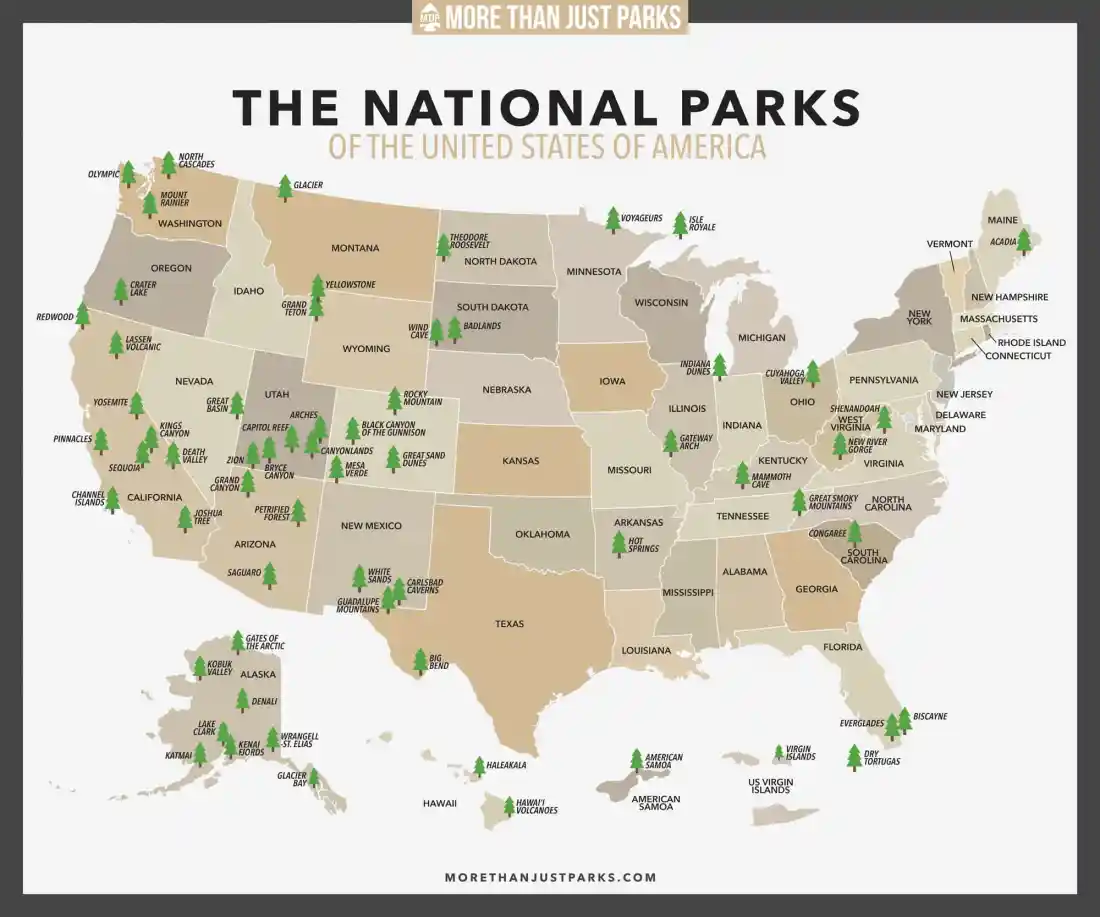 MTJP
MORE THAN JUST PARKS
THE NATIONAL PARKS
OF THE UNITED STATES OF AMERICA
NORTH
CASCADES
OLYMPIC
MOUNT
RAINIER
WASHINGTON
GLACIER
MONTANA
THEODORE
ROOSEVELT
NORTH DAKOTA
VOYAGEURS
ISLE
ROYALE
MINNESOTA
MAINE
ACADIA
VERMONT
NEW HAMPSHIRE
MASSACHUSETTS
RHODE ISLAND
CONNECTICUT
NEW
YORK
OREGON
CRATER
LAKE
IDAHO
YELLOWSTONE
GRAND
TETON
WYOMING
SOUTH DAKOTA
WIND
CAVE
BADLANDS
WISCONSIN
MICHIGAN
REDWOOD
LASSEN
VOLCANIC
NEVADA
UTAH
GREAT
BASIN
ROCKY
MOUNTAIN
NEBRASKA
IOWA
INDIANA
DUNES
CUYAHOGA
VALLEY
OHIO
PENNSYLVANIA
NEW JERSEY
DELAWARE
MARYLAND
YOSEMITE
PINNACLES
KINGS
CANYON
SEQUOIA
DEATH
VALLEY
ARCHES
CAPITOL REEF
CANYONLANDS
ZION
BRYCE
CANYON
BLACK CANYON
OF THE GUNNISON
GREAT SAND
DUNES
MESA
VERDE
KANSAS
MISSOURI
ILLINOIS
GATEWAY
ARCH
INDIANA
KENTUCKY
MAMMOTH
CAVE
SHENANDOAH
WEST
VIRGINIA
NEW RIVER
GORGE
VIRGINIA
CHANNEL
ISLANDS
CALIFORNIA
JOSHUA
TREE
GRAND
CANYON
PETRIFIED
FOREST
ARIZONA
SAGUARO
NEW MEXICO
WHITE
SANDS
CARLSBAD
CAVERNS
GUADALUPE
MOUNTAINS
OKLAHOMA
TEXAS
BIG
BEND
ARKANSAS
HOT
SPRINGS
TENNESSEE
GREAT SMOKY
MOUNTAINS
NORTH
CAROLINA
CONGAREE
SOUTH
CAROLINA
MISSISSIPPI
ALABAMA
GEORGIA
LOUISIANA
FLORIDA
EVERGLADES
BISCAYNE
DRY
TORTUGAS
GATES OF
THE ARCTIC
KOBUK
VALLEY
ALASKA
DENALI
LAKE
CLARK
KATMAI
KENAI
FJORDS
WRANGELL
-ST. ELIAS
GLACIER
BAY
HALEAKALA
HAWAII
HAWAI'I
VOLCANOES
AMERICAN
SAMOA
AMERICAN
SAMOA
VIRGIN
ISLANDS
US VIRGIN
ISLANDS
MORETHANJUSTPARKS.COM